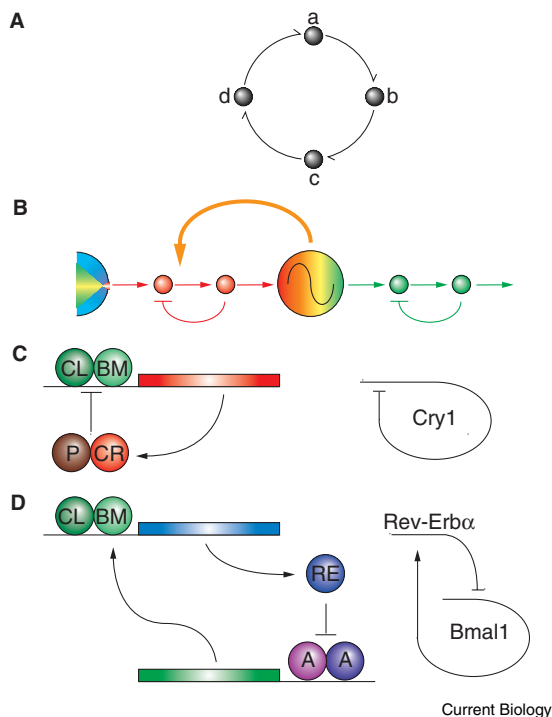 A
a
d
b
c
B
C
CL BM
Cry1
P CR
D
CL BM
Rev-Erbα
RE
Bmal1
A A
Current Biology